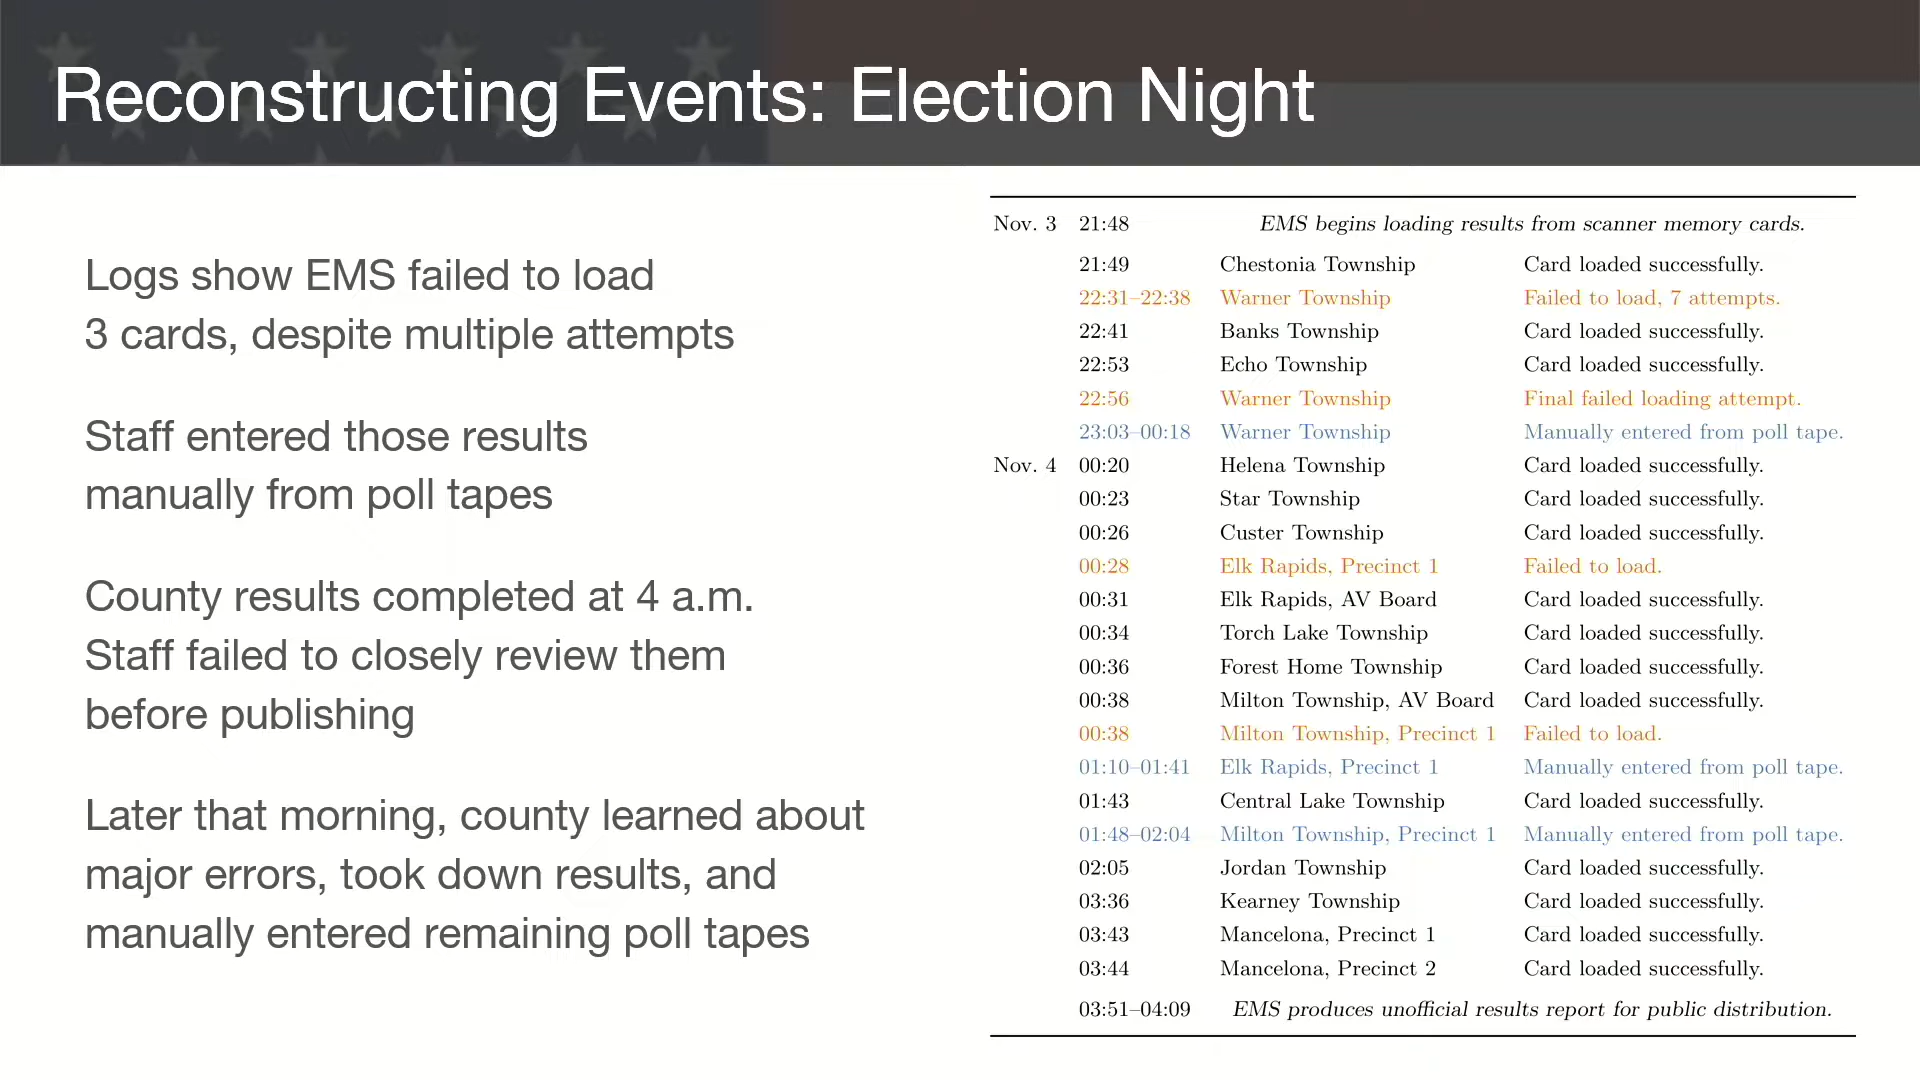 Reconstructing Events: Election Night
Logs show EMS failed to load
3 cards, despite multiple attempts
Staff entered those results
manually from poll tapes
County results completed at 4 a.m.
Staff failed to closely review them
before publishing
Later that morning, county learned about
major errors, took down results, and
manually entered remaining poll tapes
Nov. 3 21:48 EMS begins loading results from scanner memory cards.
21:49 Chestonia Township Card loaded successfully.
22:31–22:38 Warner Township Failed to load, 7 attempts.
22:41 Banks Township Card loaded successfully.
22:53 Echo Township Card loaded successfully.
22:56 Warner Township Final failed loading attempt.
23:03–00:18 Warner Township Manually entered from poll tape.
Nov. 4 00:20 Helena Township Card loaded successfully.
00:23 Star Township Card loaded successfully.
00:26 Custer Township Card loaded successfully.
00:28 Elk Rapids, Precinct 1 Failed to load.
00:31 Elk Rapids, AV Board Card loaded successfully.
00:34 Torch Lake Township Card loaded successfully.
00:36 Forest Home Township Card loaded successfully.
00:38 Milton Township, AV Board Card loaded successfully.
00:38 Milton Township, Precinct 1 Failed to load.
01:10–01:41 Elk Rapids, Precinct 1 Manually entered from poll tape.
01:43 Central Lake Township Card loaded successfully.
01:48–02:04 Milton Township, Precinct 1 Manually entered from poll tape.
02:05 Jordan Township Card loaded successfully.
03:36 Kearney Township Card loaded successfully.
03:43 Mancelona, Precinct 1 Card loaded successfully.
03:44 Mancelona, Precinct 2 Card loaded successfully.
03:51–04:09 EMS produces unofficial results report for public distribution.